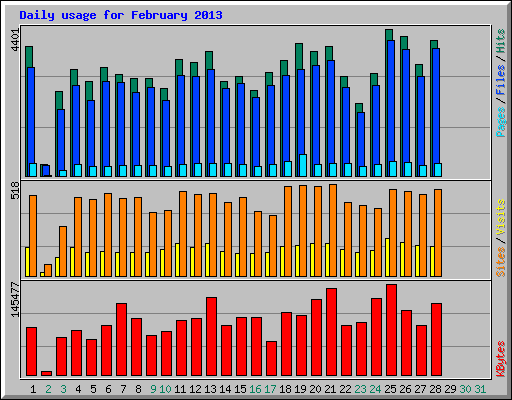 Daily usage for February 2013
4401
Pages / Files / Hits
518
Sites / Visits
145477
KBytes
1 2 3 4 5 6 7 8 9 10 11 12 13 14 15 16 17 18 19 20 21 22 23 24 25 26 27 28 29 30 31